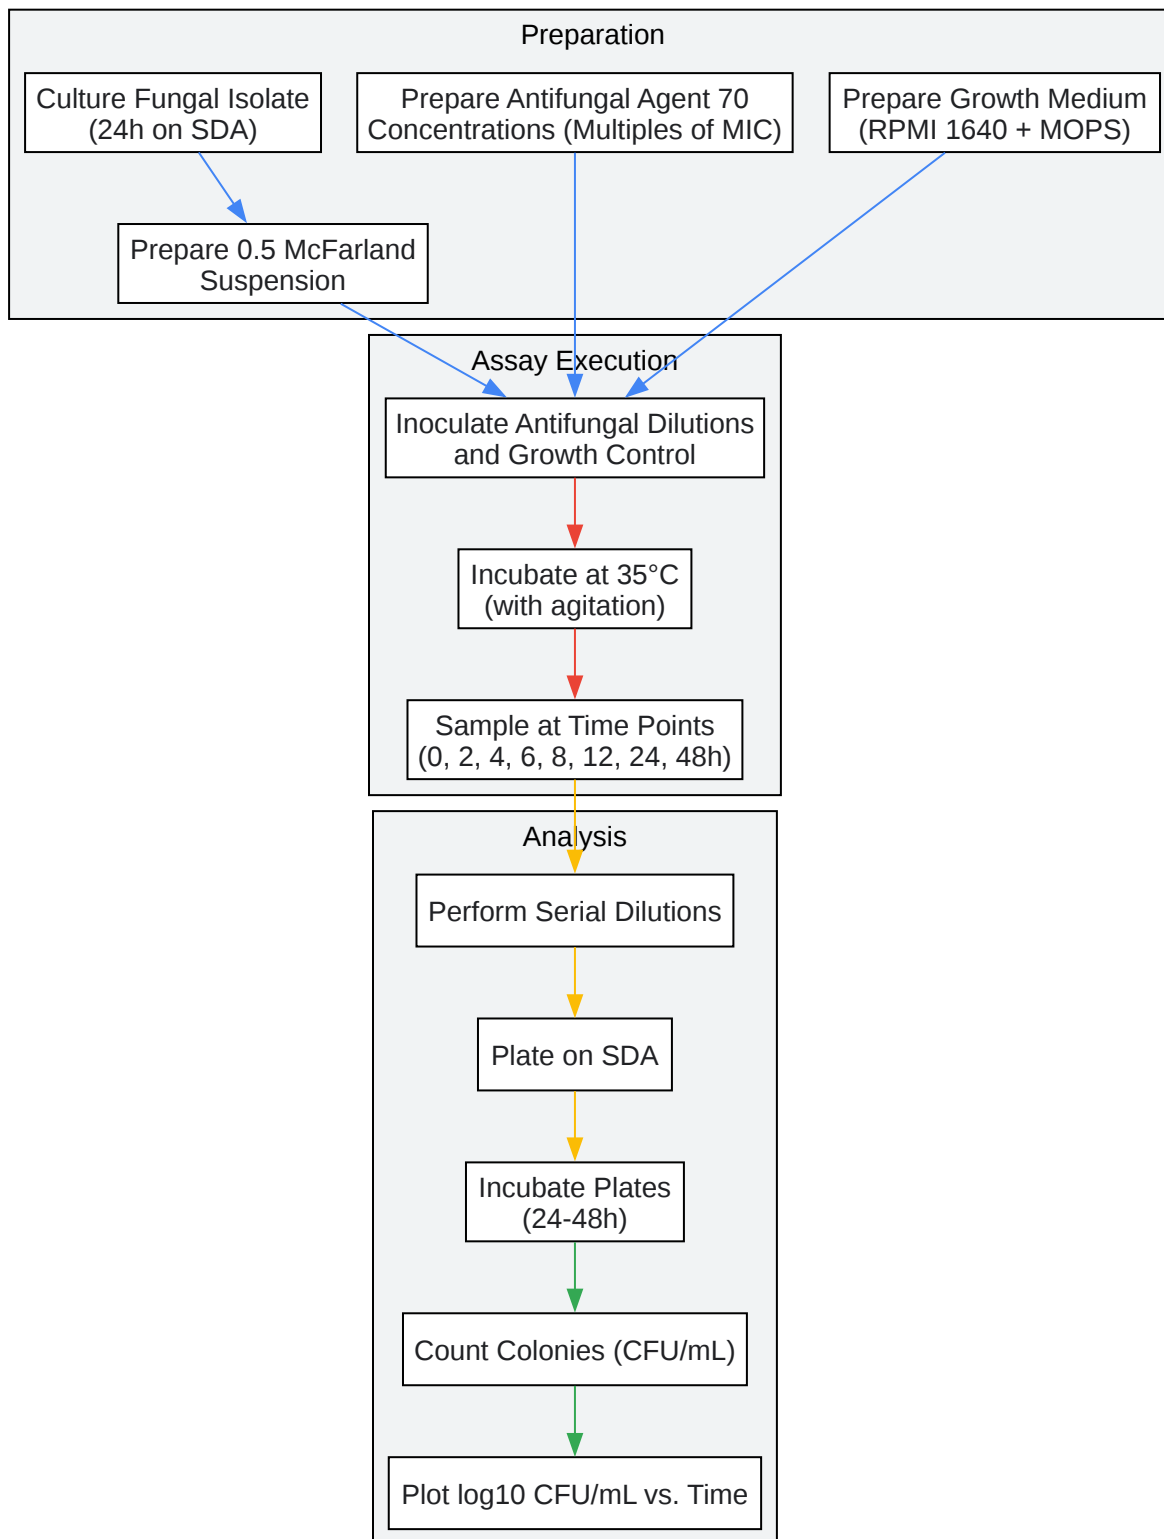 Preparation
Culture Fungal Isolate
(24h on SDA)
Prepare Antifungal Agent 70
Concentrations (Multiples of MIC)
Prepare Growth Medium
(RPMI 1640 + MOPS)
Prepare 0.5 McFarland
Suspension
Assay Execution
Inoculate Antifungal Dilutions
and Growth Control
Incubate at 35°C
(with agitation)
Sample at Time Points
(0, 2, 4, 6, 8, 12, 24, 48h)
Analysis
Perform Serial Dilutions
Plate on SDA
Incubate Plates
(24-48h)
Count Colonies (CFU/mL)
Plot log10 CFU/mL vs. Time